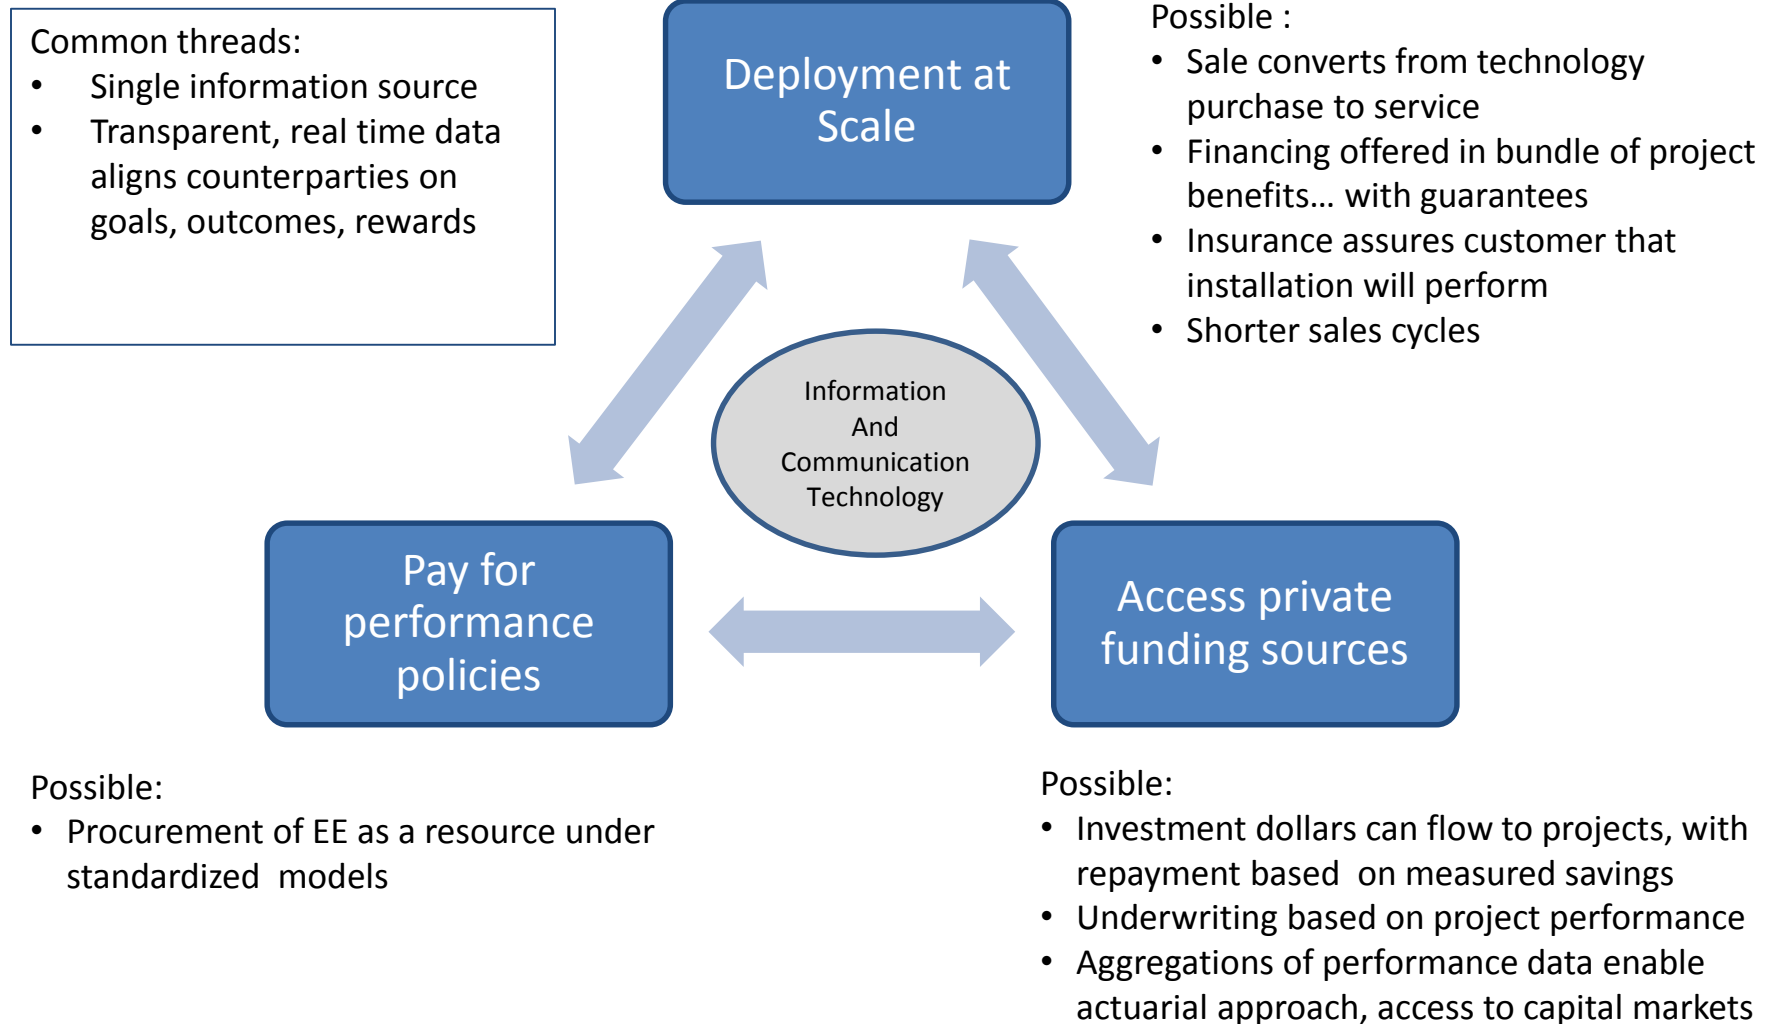 Common threads:
• Single information source
• Transparent, real time data
aligns counterparties on
goals, outcomes, rewards
Deployment at
Scale
Possible :
• Sale converts from technology
purchase to service
• Financing offered in bundle of project
benefits… with guarantees
• Insurance assures customer that
installation will perform
• Shorter sales cycles
Information
And
Communication
Technology
Pay for
performance
policies
Access private
funding sources
Possible:
• Procurement of EE as a resource under
standardized  models
Possible:
• Investment dollars can flow to projects, with
repayment based  on measured savings
• Underwriting based on project performance
• Aggregations of performance data enable
actuarial approach, access to capital markets